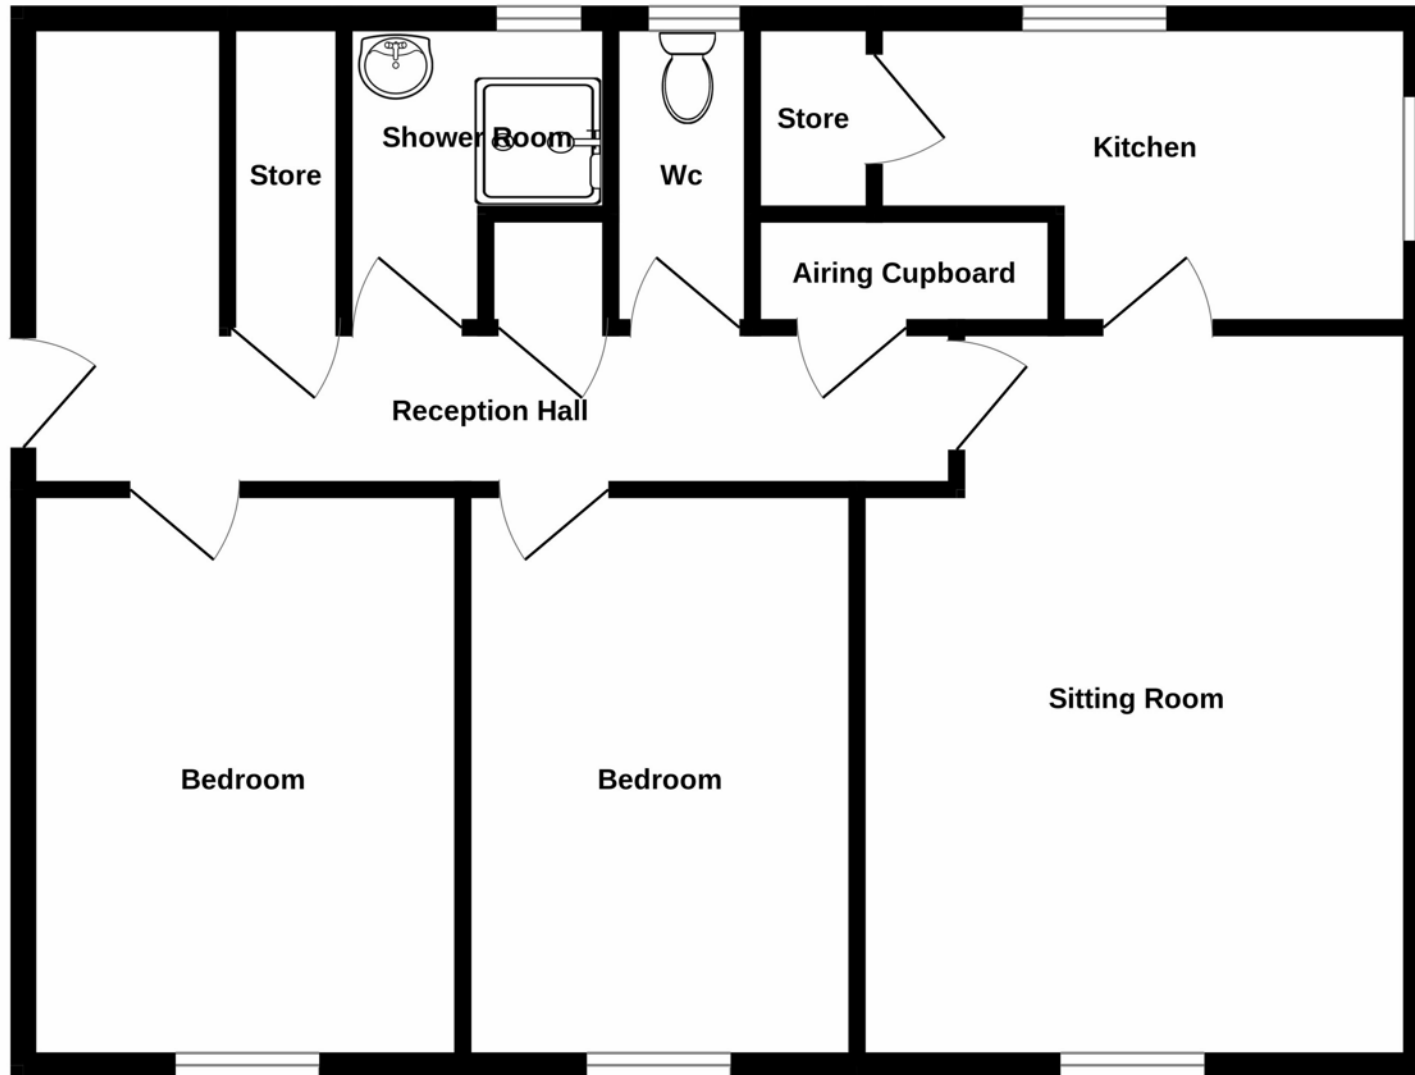 Store
Shower Room
Wc
Store
Kitchen
Airing Cupboard
Reception Hall
Bedroom
Bedroom
Sitting Room